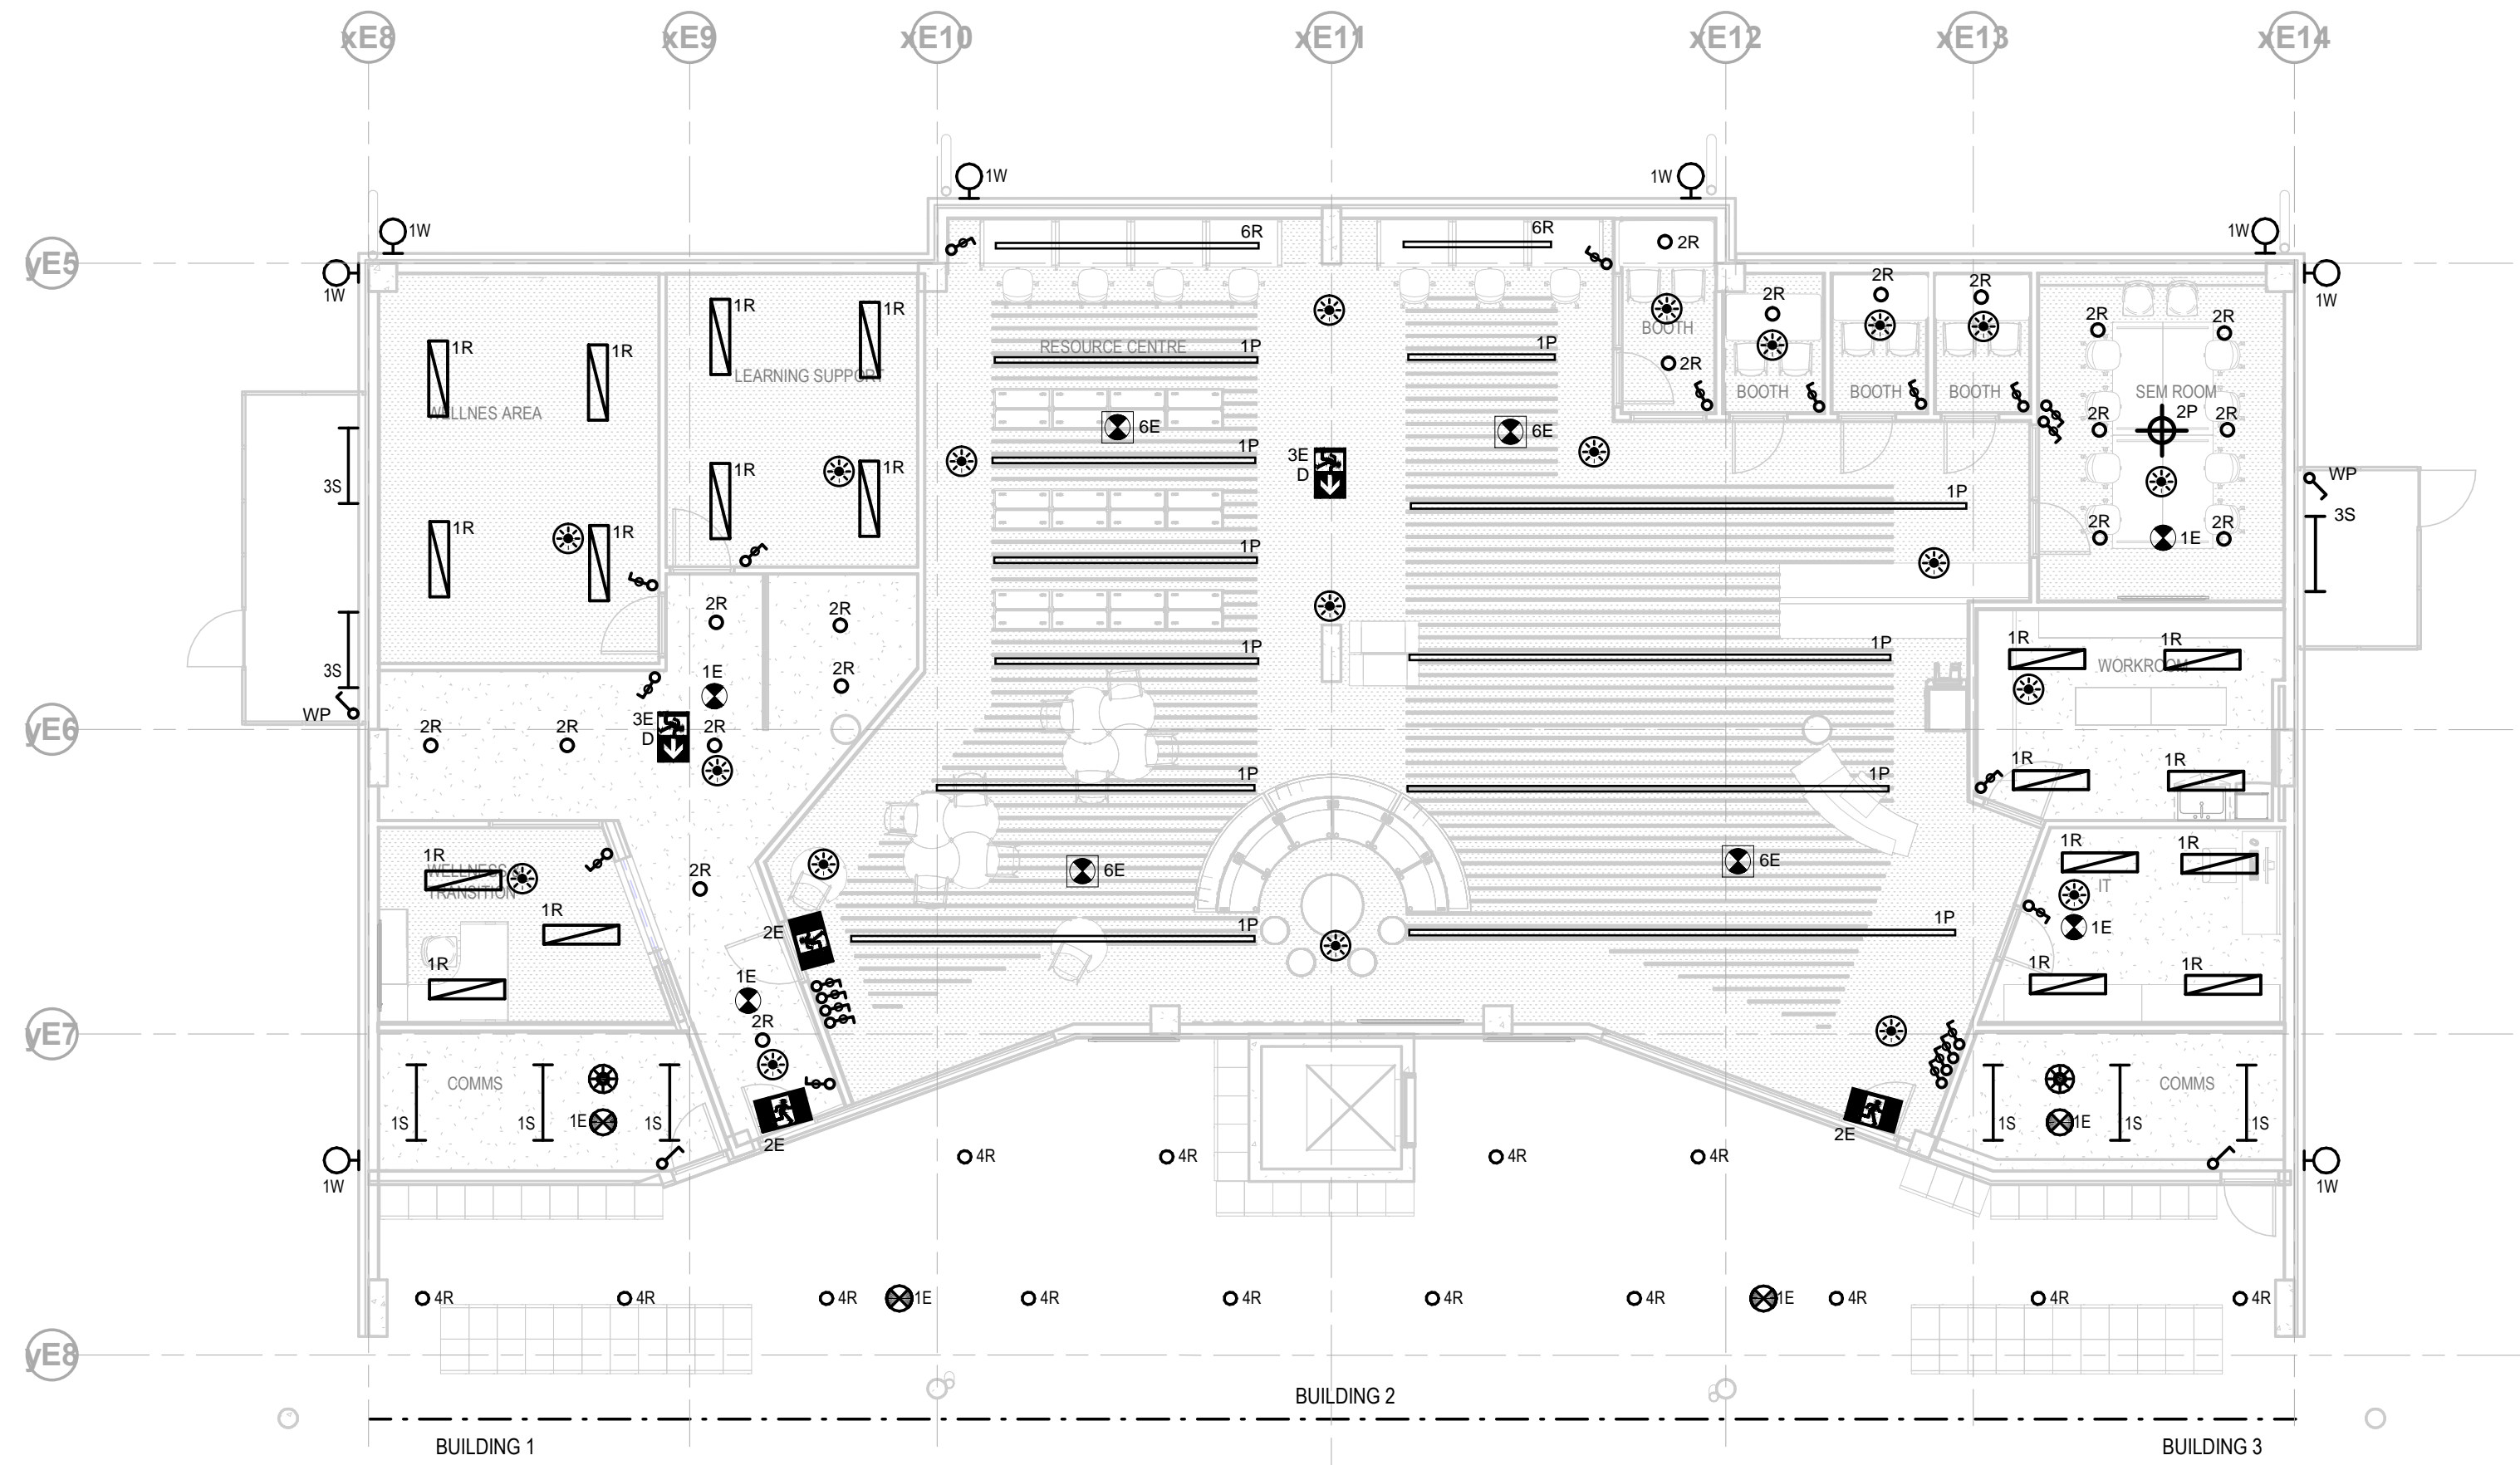 xE8 xE9 xE10 xE11 xE12 xE13 xE14
1W 1W
1W 6R 6R 2R 1W
yE5
1W 1W
2R 2R 2R
1R 1R 2R 2R
1R 1R BOOTH
RESOURCE CENTRE 1P 1P 2R
LEARNING SUPPORT
BOOTH BOOTH BOOTH SEM ROOM
WELLNES AREA 2R 2P 2R
6E 6E
1P
3E
D
1R 1R WP
3S 1P 3S
1R 1R 2R 2R
1E
1P
2R 2R
1R 1R
1P 1P
WORKROOM
1E 2R
3S
WP
3E
D
2R 2R 2R
yE6
1R 1R
1P 1P
1R 1R
1R
WELLNESS
TRANSITION
2R 6E 6E
IT
1R
1P 1P
2E 1E
1R 1R 1R
1E
2R
yE7
COMMS COMMS
1S 1S 1E 1S 1E 1S 1S 1S
2E 2E
4R 4R 4R 4R
1W 1W
4R 4R 4R 1E 4R 4R 4R 4R 1E 4R 4R 4R
yE8
BUILDING 2
BUILDING 1 BUILDING 3